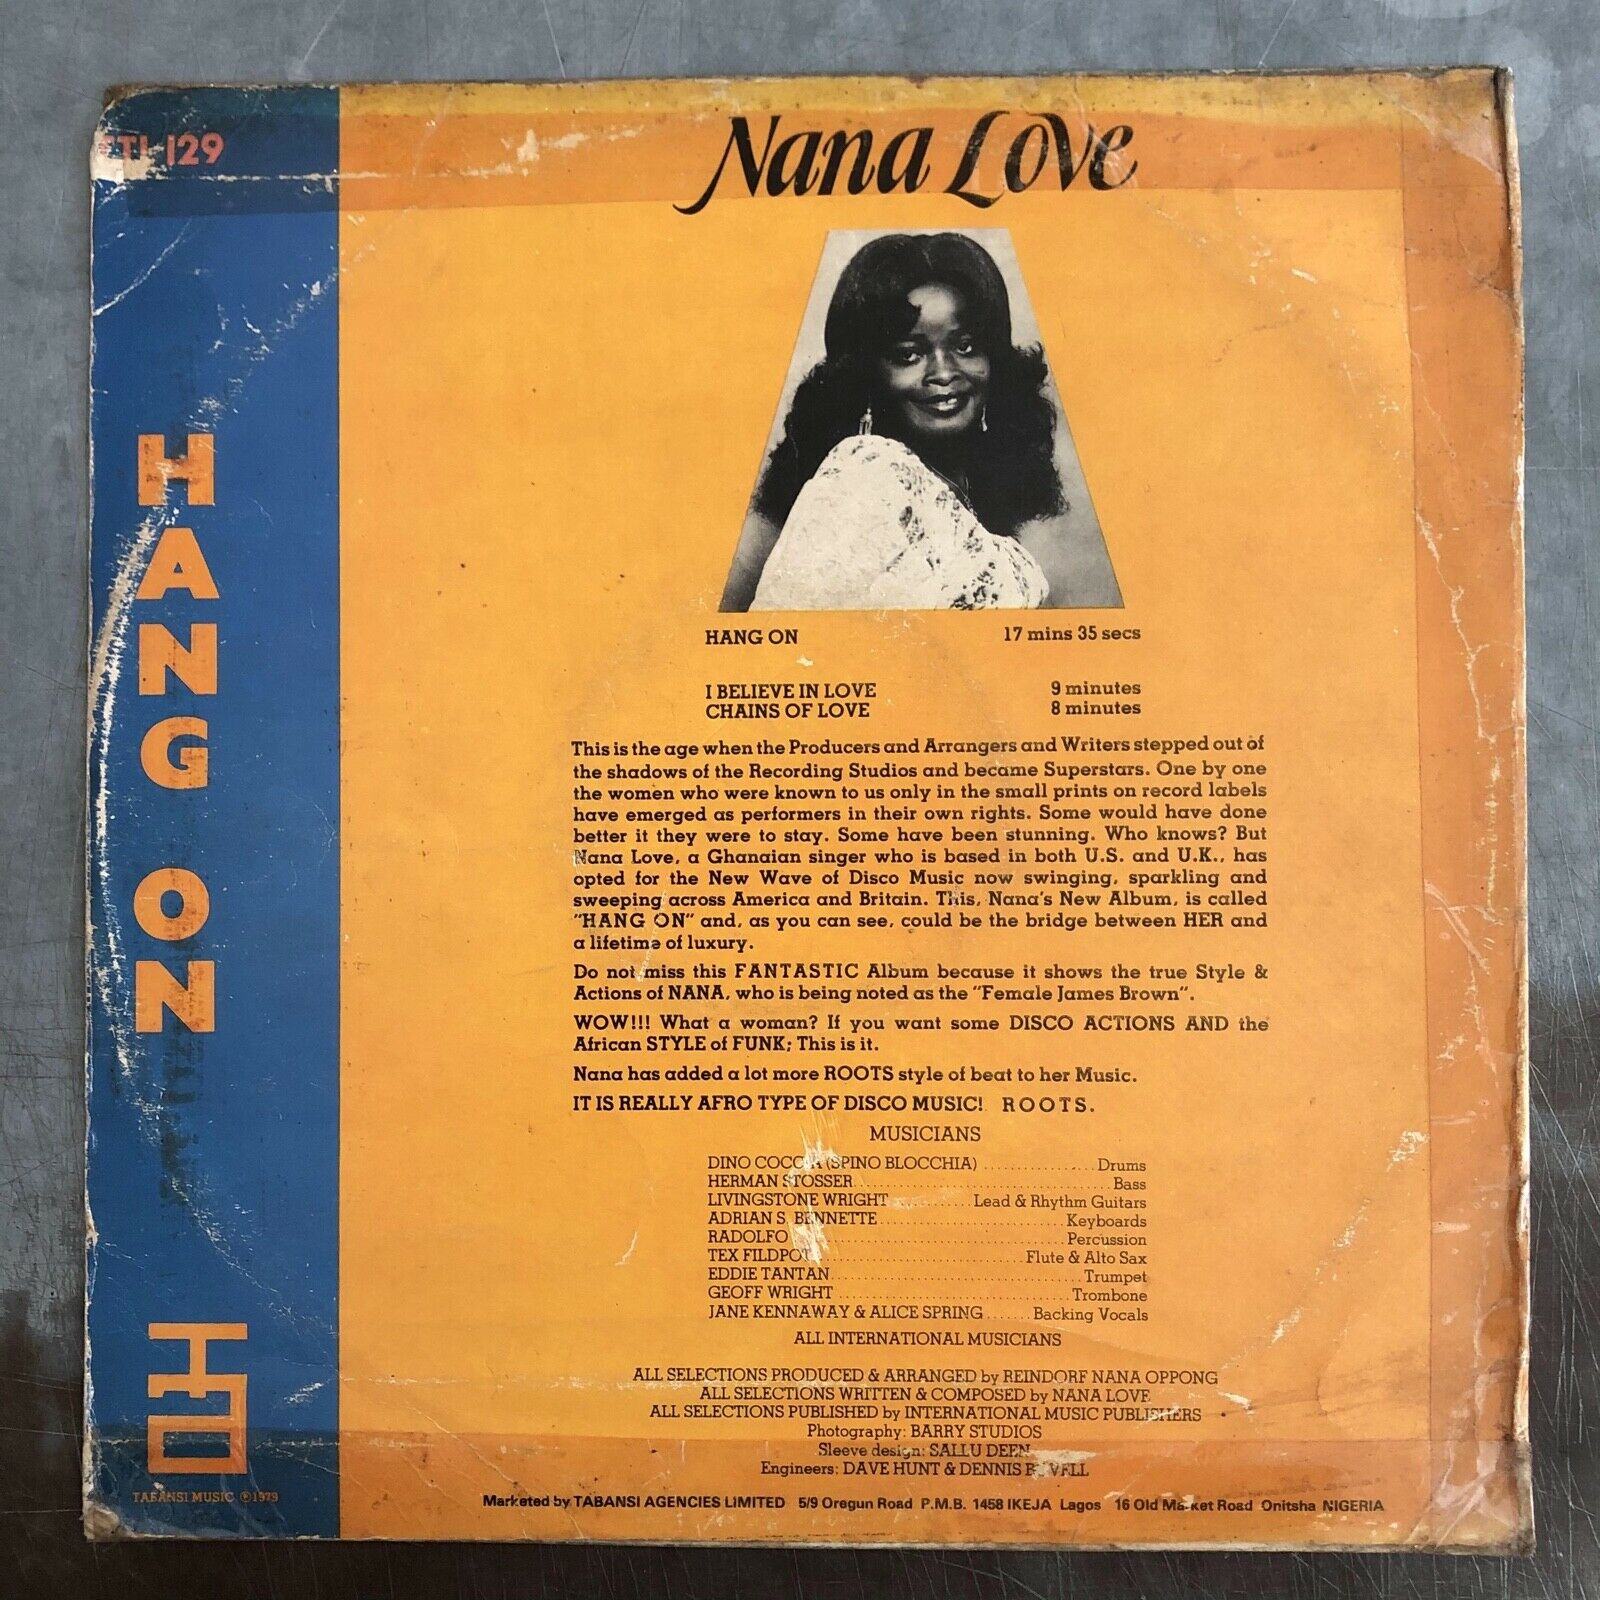 TI-129
Nana Love
HANG ON
HANG ON 17 mins 35 secs
I BELIEVE IN LOVE 9 minutes
CHAINS OF LOVE 8 minutes
This is the age when the Producers and Arrangers and Writers stepped out of
the shadows of the Recording Studios and became Superstars. One by one
the women who were known to us only in the small prints on record labels
have emerged as performers in their own rights. Some would have done
better it they were to stay. Some have been stunning. Who knows? But
Nana Love, a Ghanaian singer who is based in both U.S. and U.K., has
opted for the New Wave of Disco Music now swinging, sparkling and
sweeping across America and Britain. This, Nana's New Album, is called
"HANG ON" and, as you can see, could be the bridge between HER and
a lifetime of luxury.
Do not miss this FANTASTIC Album because it shows the true Style &
Actions of NANA, who is being noted as the "Female James Brown".
WOW!!! What a woman? If you want some DISCO ACTIONS AND the
African STYLE of FUNK; This is it.
Nana has added a lot more ROOTS style of beat to her Music.
IT IS REALLY AFRO TYPE OF DISCO MUSIC! ROOTS.
MUSICIANS
DINO COCCIA (SPINO BLOCCHIA) ................. Drums
HERMAN STOSSER ................. Bass
LIVINGSTONE WRIGHT ........... Lead & Rhythm Guitars
ADRIAN S. BENNETTE ................. Keyboards
RADOLFO ................. Percussion
TEX FILDPOT ................. Flute & Alto Sax
EDDIE TANTAN ................. Trumpet
GEOFF WRIGHT ................. Trombone
JANE KENNAWAY & ALICE SPRING ....... Backing Vocals
ALL INTERNATIONAL MUSICIANS
ALL SELECTIONS PRODUCED & ARRANGED by REINDORF NANA OPPONG
ALL SELECTIONS WRITTEN & COMPOSED by NANA LOVE
ALL SELECTIONS PUBLISHED by INTERNATIONAL MUSIC PUBLISHERS
Photography: BARRY STUDIOS
Sleeve design: SALLU DEEN
Engineers: DAVE HUNT & DENNIS BOVELL
TABANSI MUSIC ℗1979
Marketed by TABANSI AGENCIES LIMITED 5/9 Oregun Road P.M.B. 1458 IKEJA Lagos 16 Old Market Road Onitsha NIGERIA